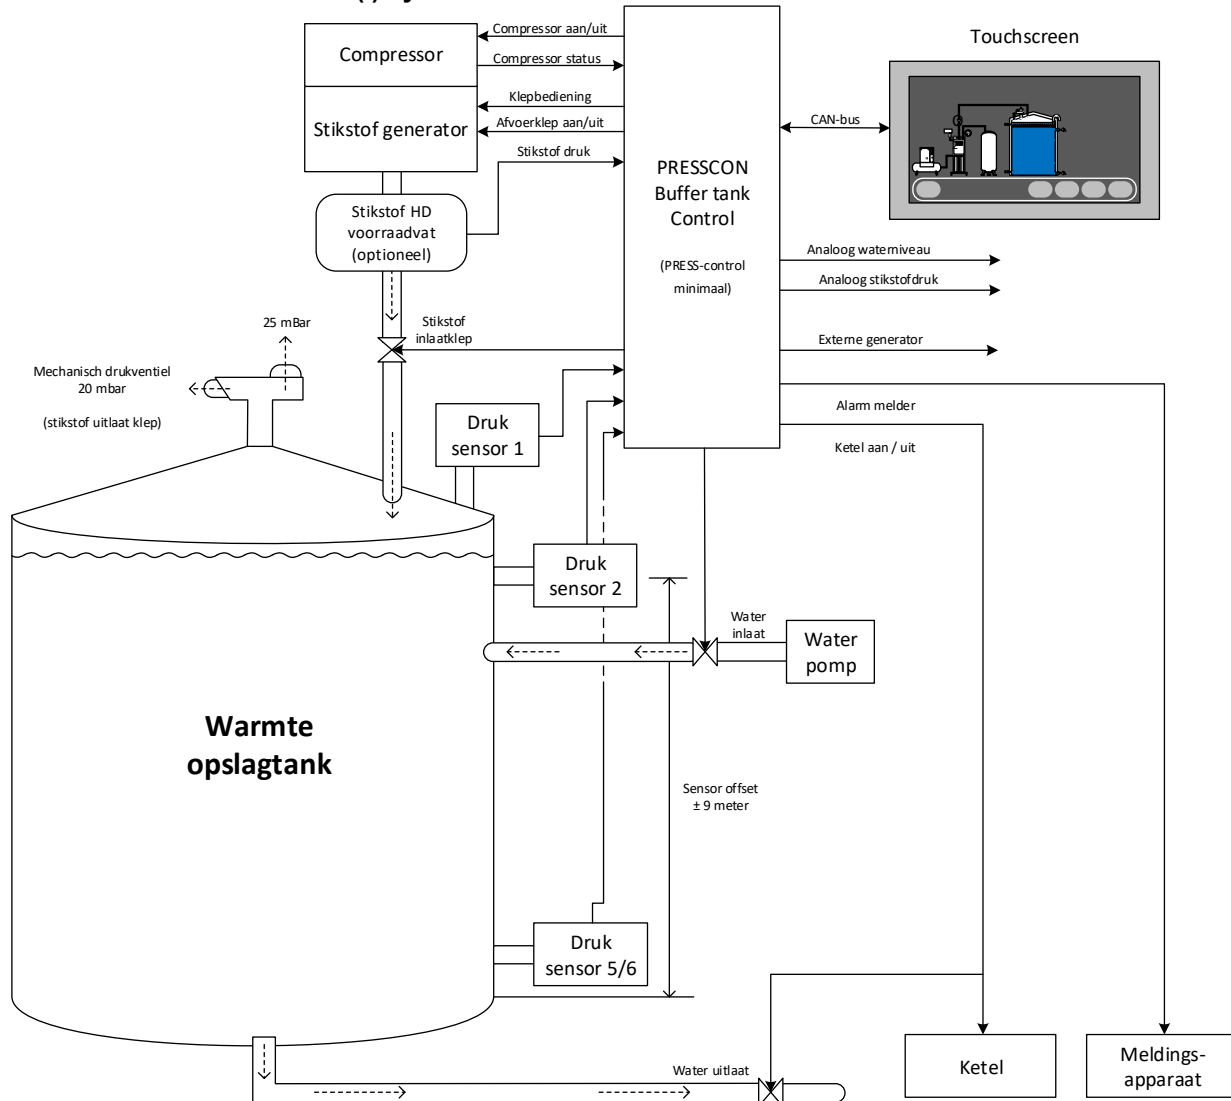 Compressor
Stikstof generator
Compressor aan/uit
Compressor status
Klepbediening
Afvoerklep aan/uit
Stikstof druk
Stikstof HD
voorraadvat
(optioneel)
PRESSCON
Buffer tank
Control
(PRESS-control
minimaal)
Touchscreen
CAN-bus
Analoog waterniveau
Analoog stikstofdruk
Externe generator
Alarm melder
Ketel aan / uit
25 mBar
Mechanisch drukventiel
20 mbar
(stikstof uitlaat klep)
Stikstof
inlaatklep
Druk
sensor 1
Druk
sensor 2
Water
inlaat
Water
pomp
Warmte
opslagtank
Sensor offset
± 9 meter
Druk
sensor 5/6
Water uitlaat
Ketel
Meldings-
apparaat